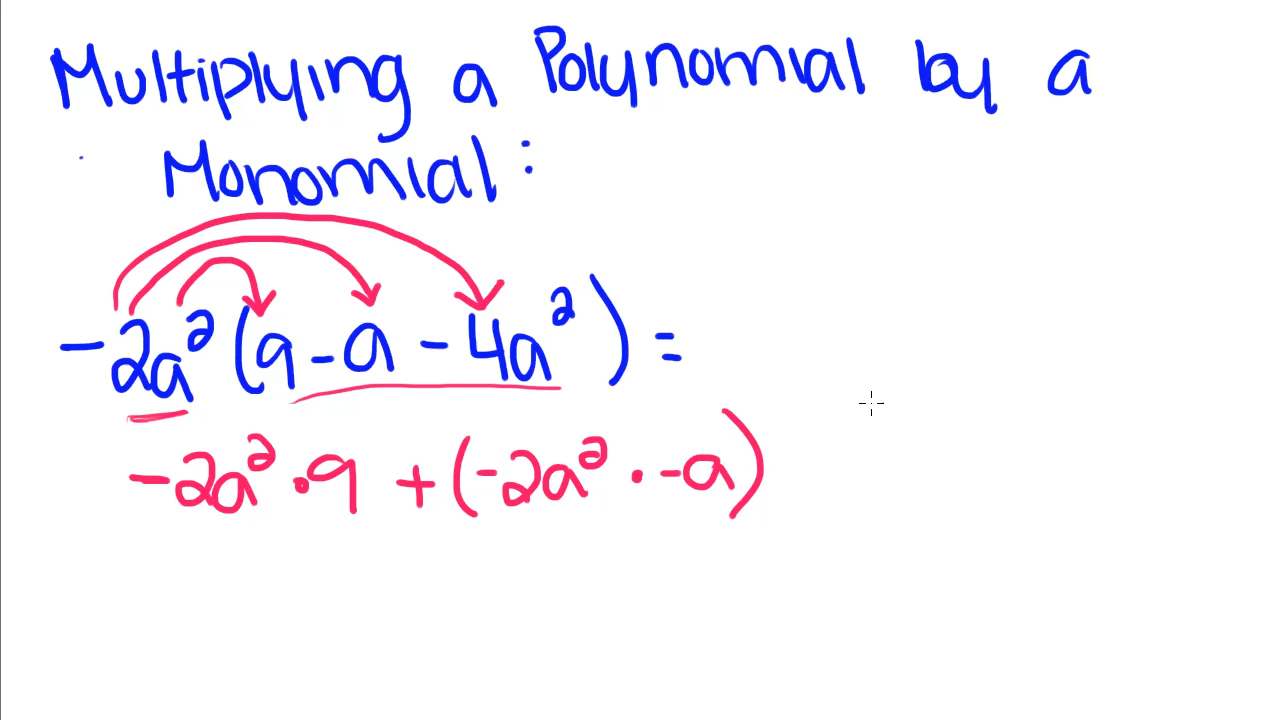 Multiplying a Polynomial by a
Monomial:
-2a²(9 - a - 4a²) =
-2a² · 9 + (-2a² · -a)